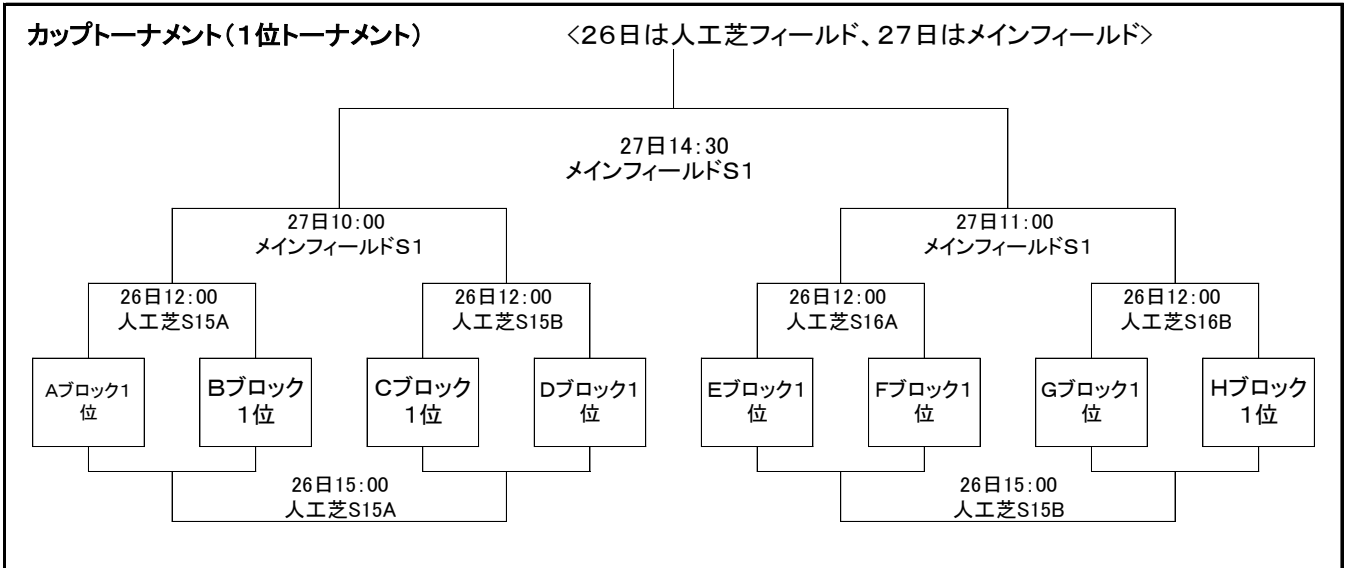 カップトーナメント(１位トーナメント)
<２６日は人工芝フィールド、２７日はメインフィールド>
27日14:30
メインフィールドＳ１
27日10:00
メインフィールドＳ１
27日11:00
メインフィールドＳ１
26日12:00
人工芝S15A
26日12:00
人工芝S15B
26日12:00
人工芝S16A
26日12:00
人工芝S16B
Aブロック1
位
Bブロック
１位
Cブロック
１位
Dブロック1
位
Eブロック1
位
Fブロック1
位
Gブロック1
位
Hブロック
１位
26日15:00
人工芝S15A
26日15:00
人工芝S15B